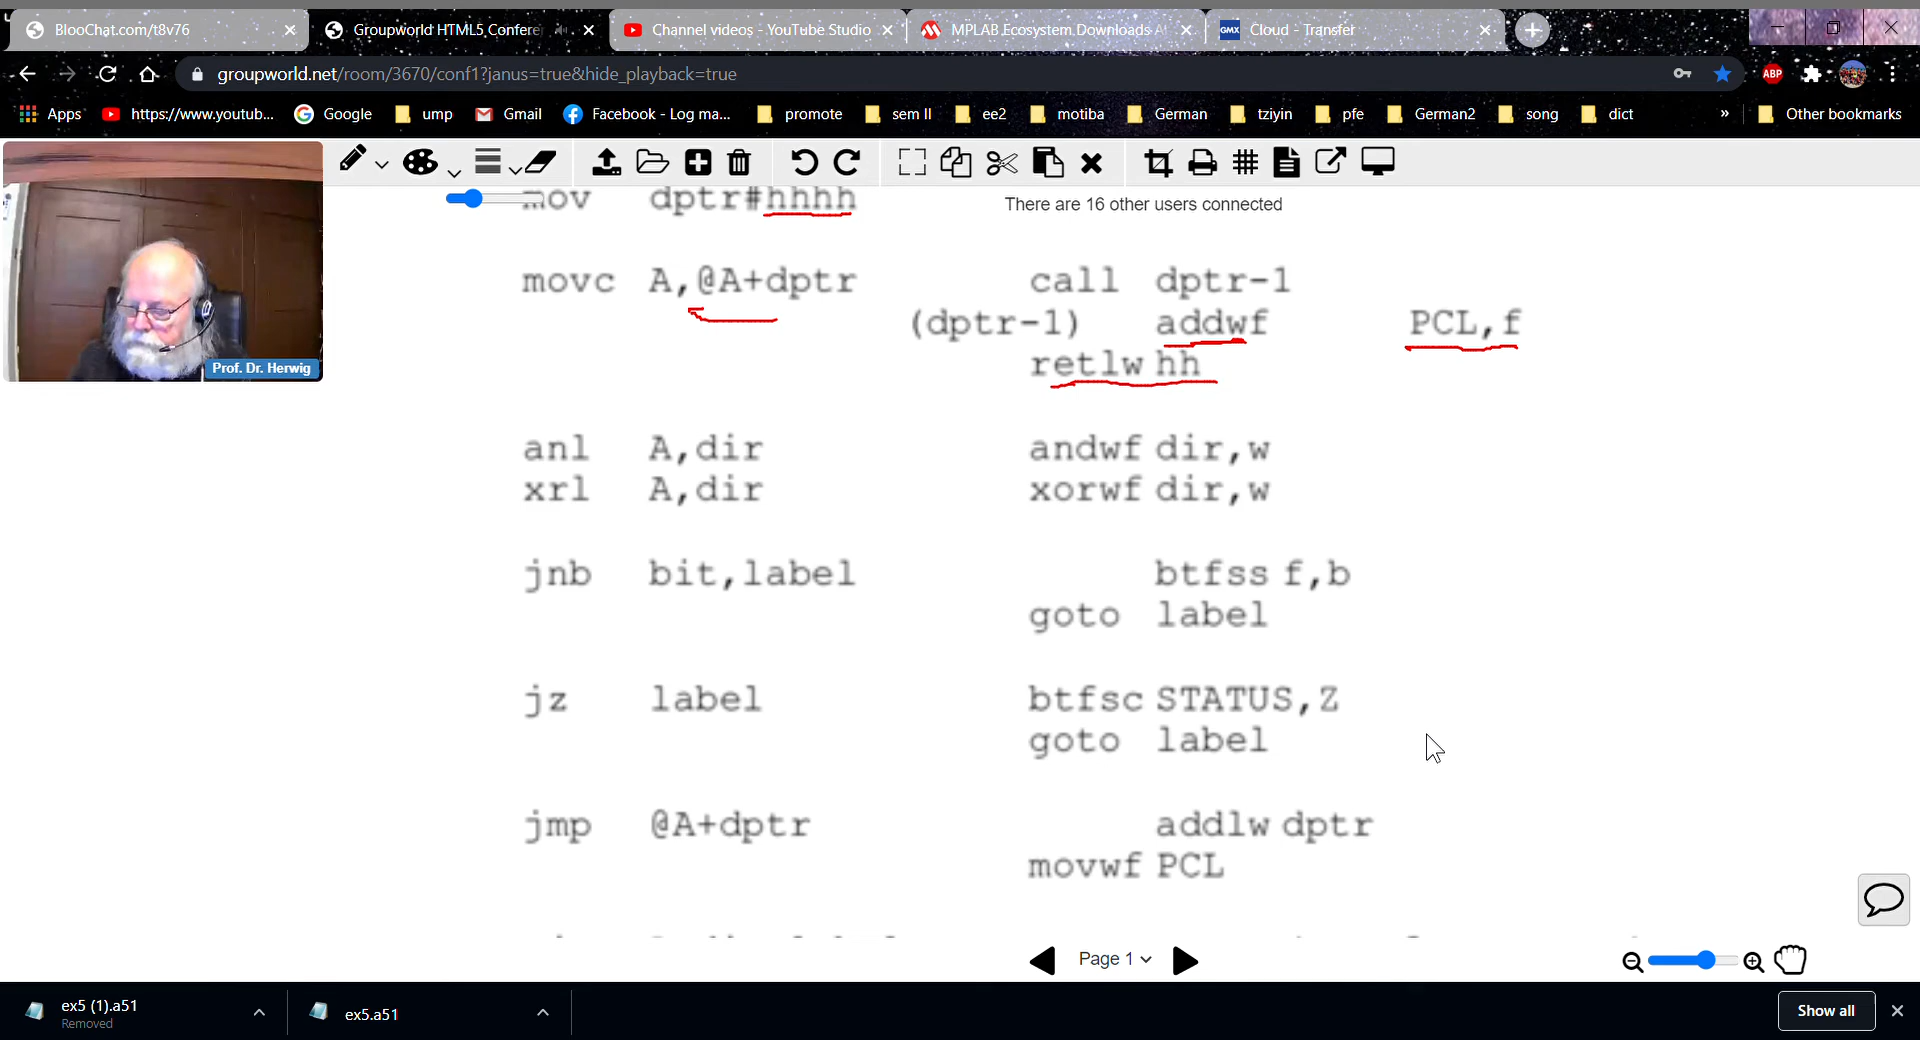 BlooChat.com/t8v76
Groupworld HTML5 Confere
Channel videos - YouTube Studio
MPLAB Ecosystem Downloads A
GMX Cloud - Transfer
groupworld.net/room/3670/conf1?janus=true&hide_playback=true
ABP
Apps https://www.youtub... Google ump Gmail Facebook - Log ma... promote sem II ee2 motiba German tziyin pfe German2 song dict » Other bookmarks
Prof. Dr. Herwig
There are 16 other users connected
mov dptr#hhhh
movc A,@A+dptr call dptr-1
(dptr-1) addwf PCL,f
retlw hh
anl A,dir andwf dir,w
xrl A,dir xorwf dir,w
jnb bit,label btfss f,b
goto label
jz label btfsc STATUS,Z
goto label
jmp @A+dptr addlw dptr
movwf PCL
Page 1
ex5 (1).a51
Removed
ex5.a51
Show all